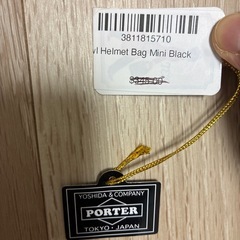 3811815710
Helmet Bag Mini Black
YOSHIDA & COMPANY
PORTER
TOKYO・JAPAN